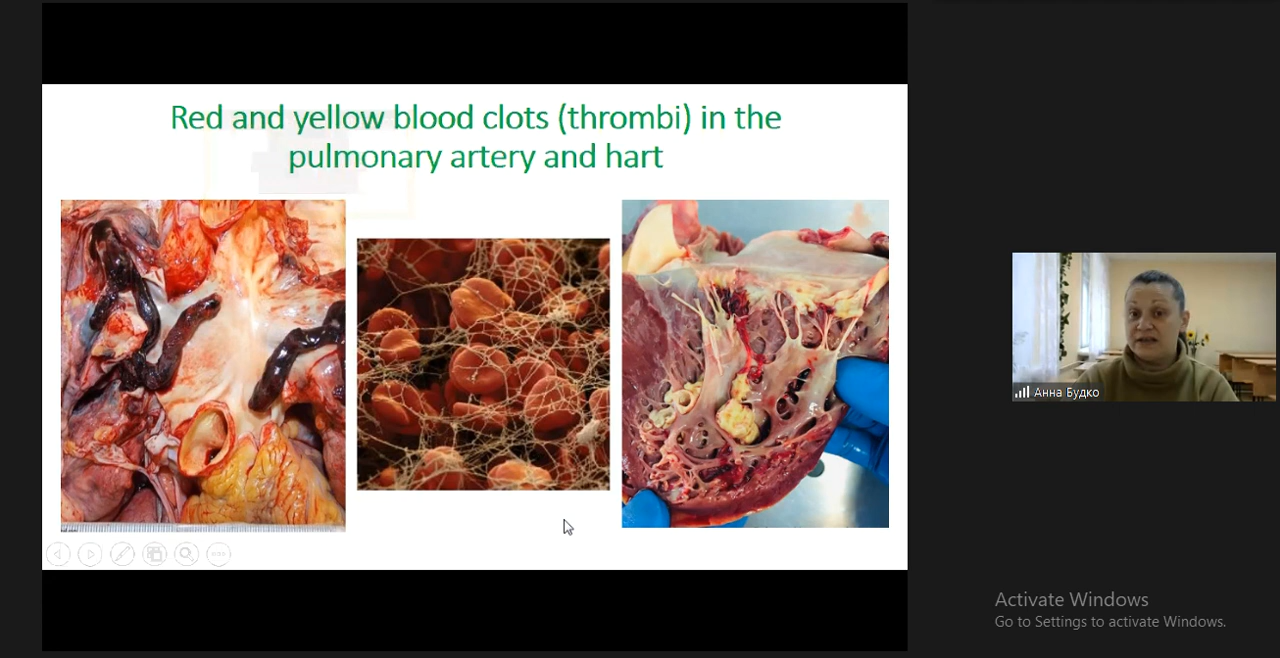 Red and yellow blood clots (thrombi) in the
pulmonary artery and hart
Анна Будко
Activate Windows
Go to Settings to activate Windows.